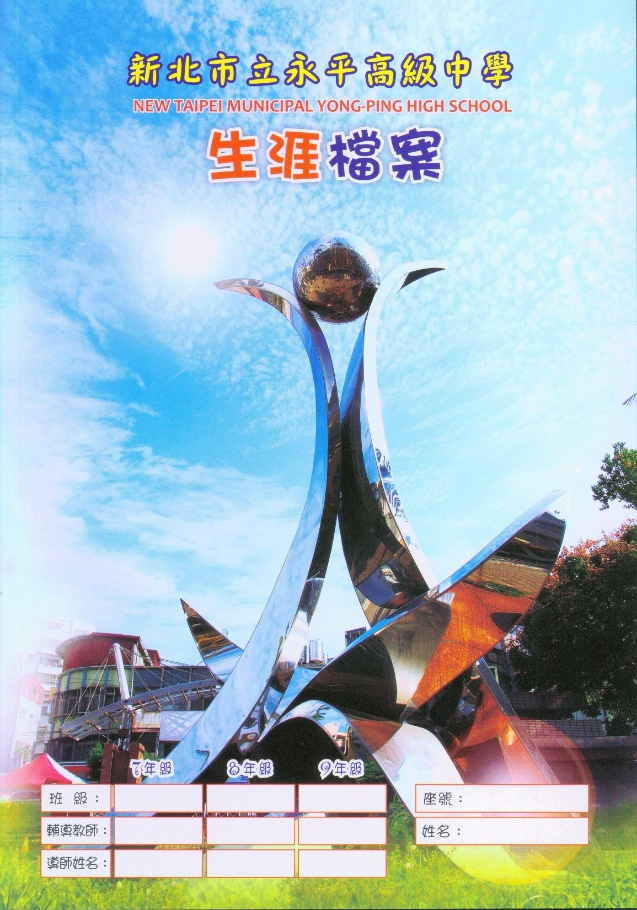 新北市立永平高級中學
NEW TAIPEI MUNICIPAL YONG-PING HIGH SCHOOL
生涯檔案
7年級 8年級 9年級
班 級：
座號：
輔導教師：
姓名：
導師姓名：